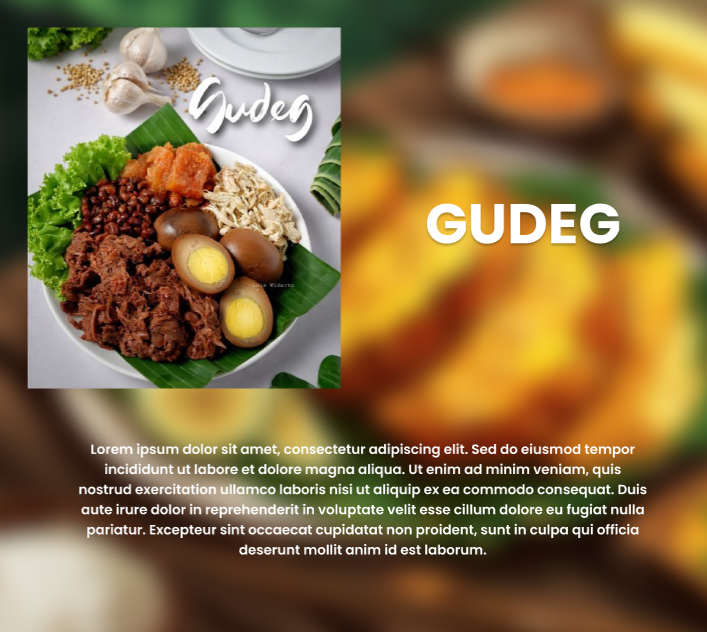 Gudeg
GUDEG
Lorem ipsum dolor sit amet, consectetur adipiscing elit. Sed do eiusmod tempor
incididunt ut labore et dolore magna aliqua. Ut enim ad minim veniam, quis
nostrud exercitation ullamco laboris nisi ut aliquip ex ea commodo consequat. Duis
aute irure dolor in reprehenderit in voluptate velit esse cillum dolore eu fugiat nulla
pariatur. Excepteur sint occaecat cupidatat non proident, sunt in culpa qui officia
deserunt mollit anim id est laborum.